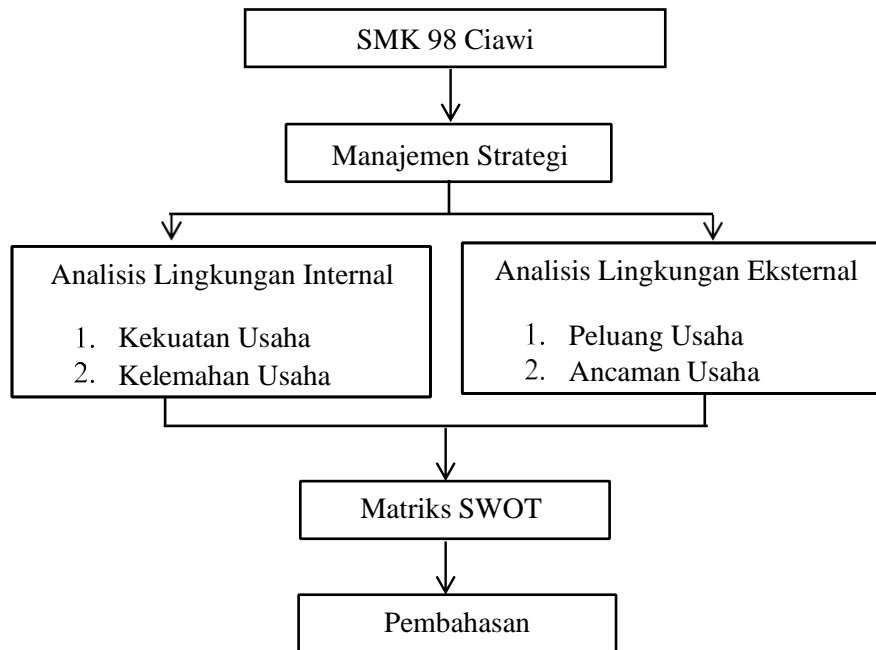 SMK 98 Ciawi
Manajemen Strategi
Analisis Lingkungan Internal
1. Kekuatan Usaha
2. Kelemahan Usaha
Analisis Lingkungan Eksternal
1. Peluang Usaha
2. Ancaman Usaha
Matriks SWOT
Pembahasan